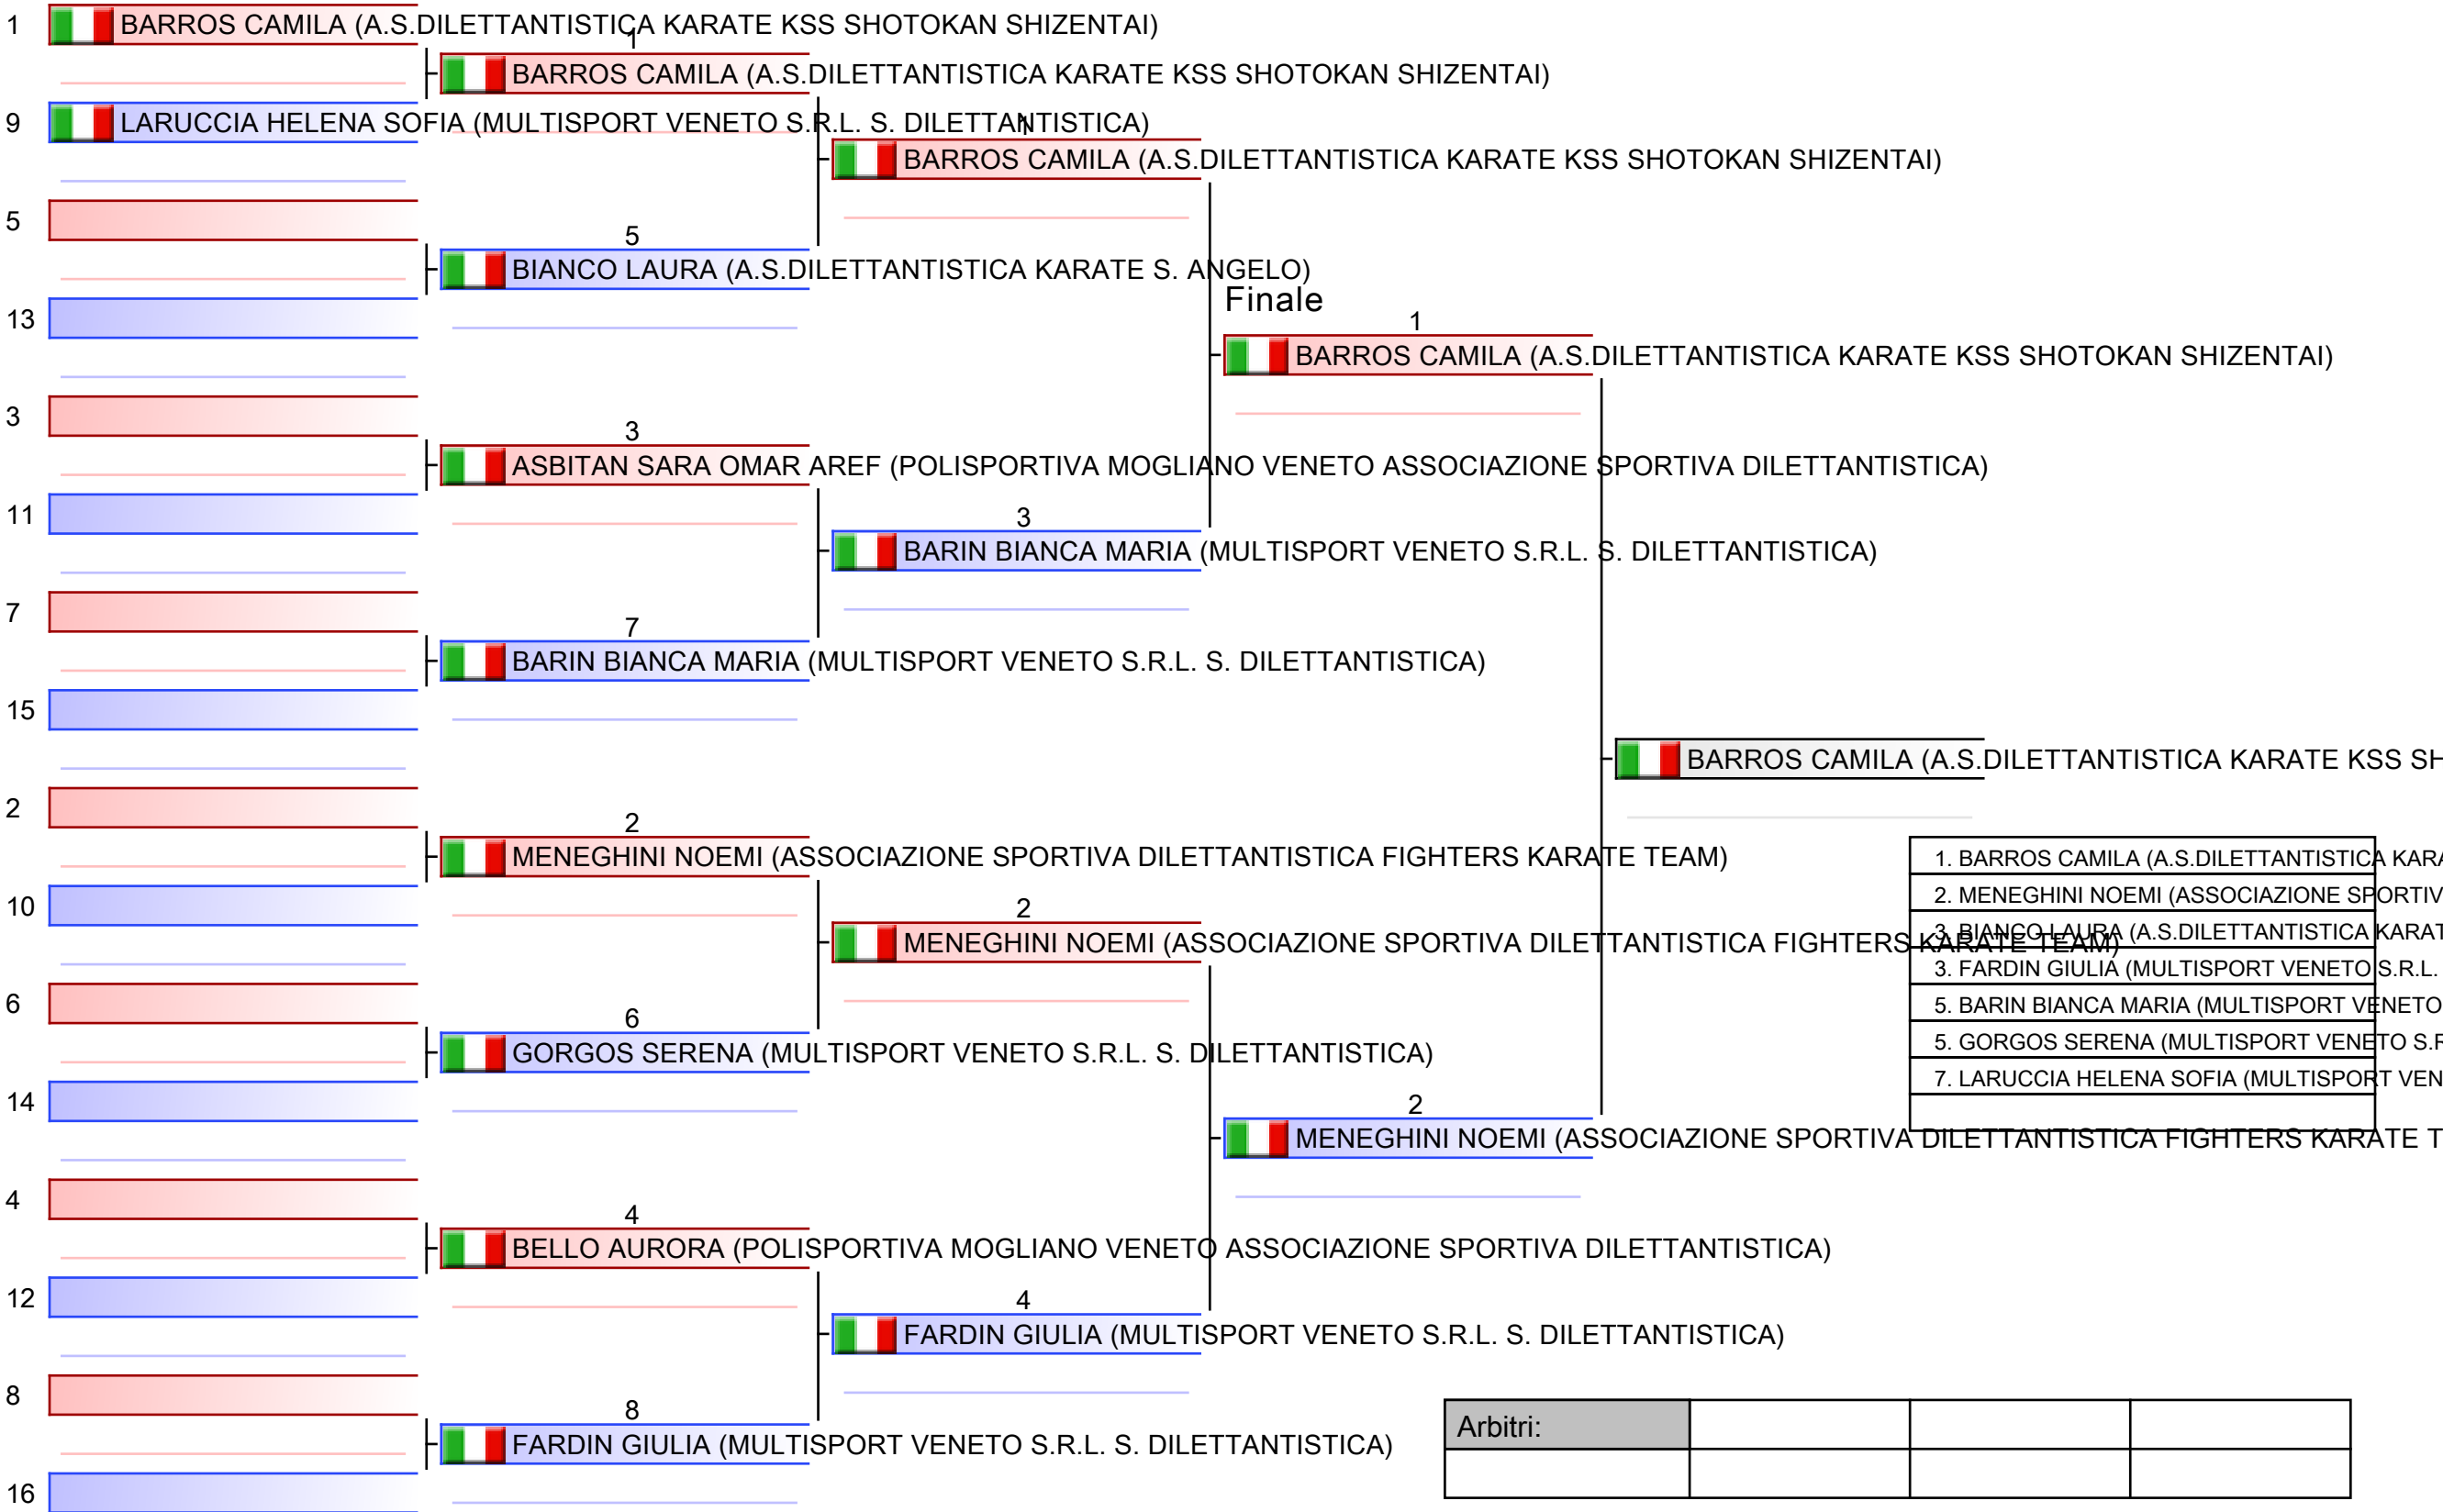 1 BARROS CAMILA (A.S.DILETTANTISTICA KARATE KSS SHOTOKAN SHIZENTAI)
1
BARROS CAMILA (A.S.DILETTANTISTICA KARATE KSS SHOTOKAN SHIZENTAI)
9 LARUCCIA HELENA SOFIA (MULTISPORT VENETO S.R.L. S. DILETTANTISTICA)
1
BARROS CAMILA (A.S.DILETTANTISTICA KARATE KSS SHOTOKAN SHIZENTAI)
5
5
BIANCO LAURA (A.S.DILETTANTISTICA KARATE S. ANGELO)
Finale
13
1
BARROS CAMILA (A.S.DILETTANTISTICA KARATE KSS SHOTOKAN SHIZENTAI)
3
3
ASBITAN SARA OMAR AREF (POLISPORTIVA MOGLIANO VENETO ASSOCIAZIONE SPORTIVA DILETTANTISTICA)
11
3
BARIN BIANCA MARIA (MULTISPORT VENETO S.R.L. S. DILETTANTISTICA)
7
7
BARIN BIANCA MARIA (MULTISPORT VENETO S.R.L. S. DILETTANTISTICA)
15
BARROS CAMILA (A.S.DILETTANTISTICA KARATE KSS SH
2
2
MENEGHINI NOEMI (ASSOCIAZIONE SPORTIVA DILETTANTISTICA FIGHTERS KARATE TEAM)
1. BARROS CAMILA (A.S.DILETTANTISTICA KARA
2. MENEGHINI NOEMI (ASSOCIAZIONE SPORTIV
3. BIANCO LAURA (A.S.DILETTANTISTICA KARAT
3. FARDIN GIULIA (MULTISPORT VENETO S.R.L.
5. BARIN BIANCA MARIA (MULTISPORT VENETO
5. GORGOS SERENA (MULTISPORT VENETO S.R
7. LARUCCIA HELENA SOFIA (MULTISPORT VEN
10
2
MENEGHINI NOEMI (ASSOCIAZIONE SPORTIVA DILETTANTISTICA FIGHTERS KARATE TEAM)
6
6
GORGOS SERENA (MULTISPORT VENETO S.R.L. S. DILETTANTISTICA)
14
2
MENEGHINI NOEMI (ASSOCIAZIONE SPORTIVA DILETTANTISTICA FIGHTERS KARATE T
4
4
BELLO AURORA (POLISPORTIVA MOGLIANO VENETO ASSOCIAZIONE SPORTIVA DILETTANTISTICA)
12
4
FARDIN GIULIA (MULTISPORT VENETO S.R.L. S. DILETTANTISTICA)
8
8
FARDIN GIULIA (MULTISPORT VENETO S.R.L. S. DILETTANTISTICA)
16
Arbitri: